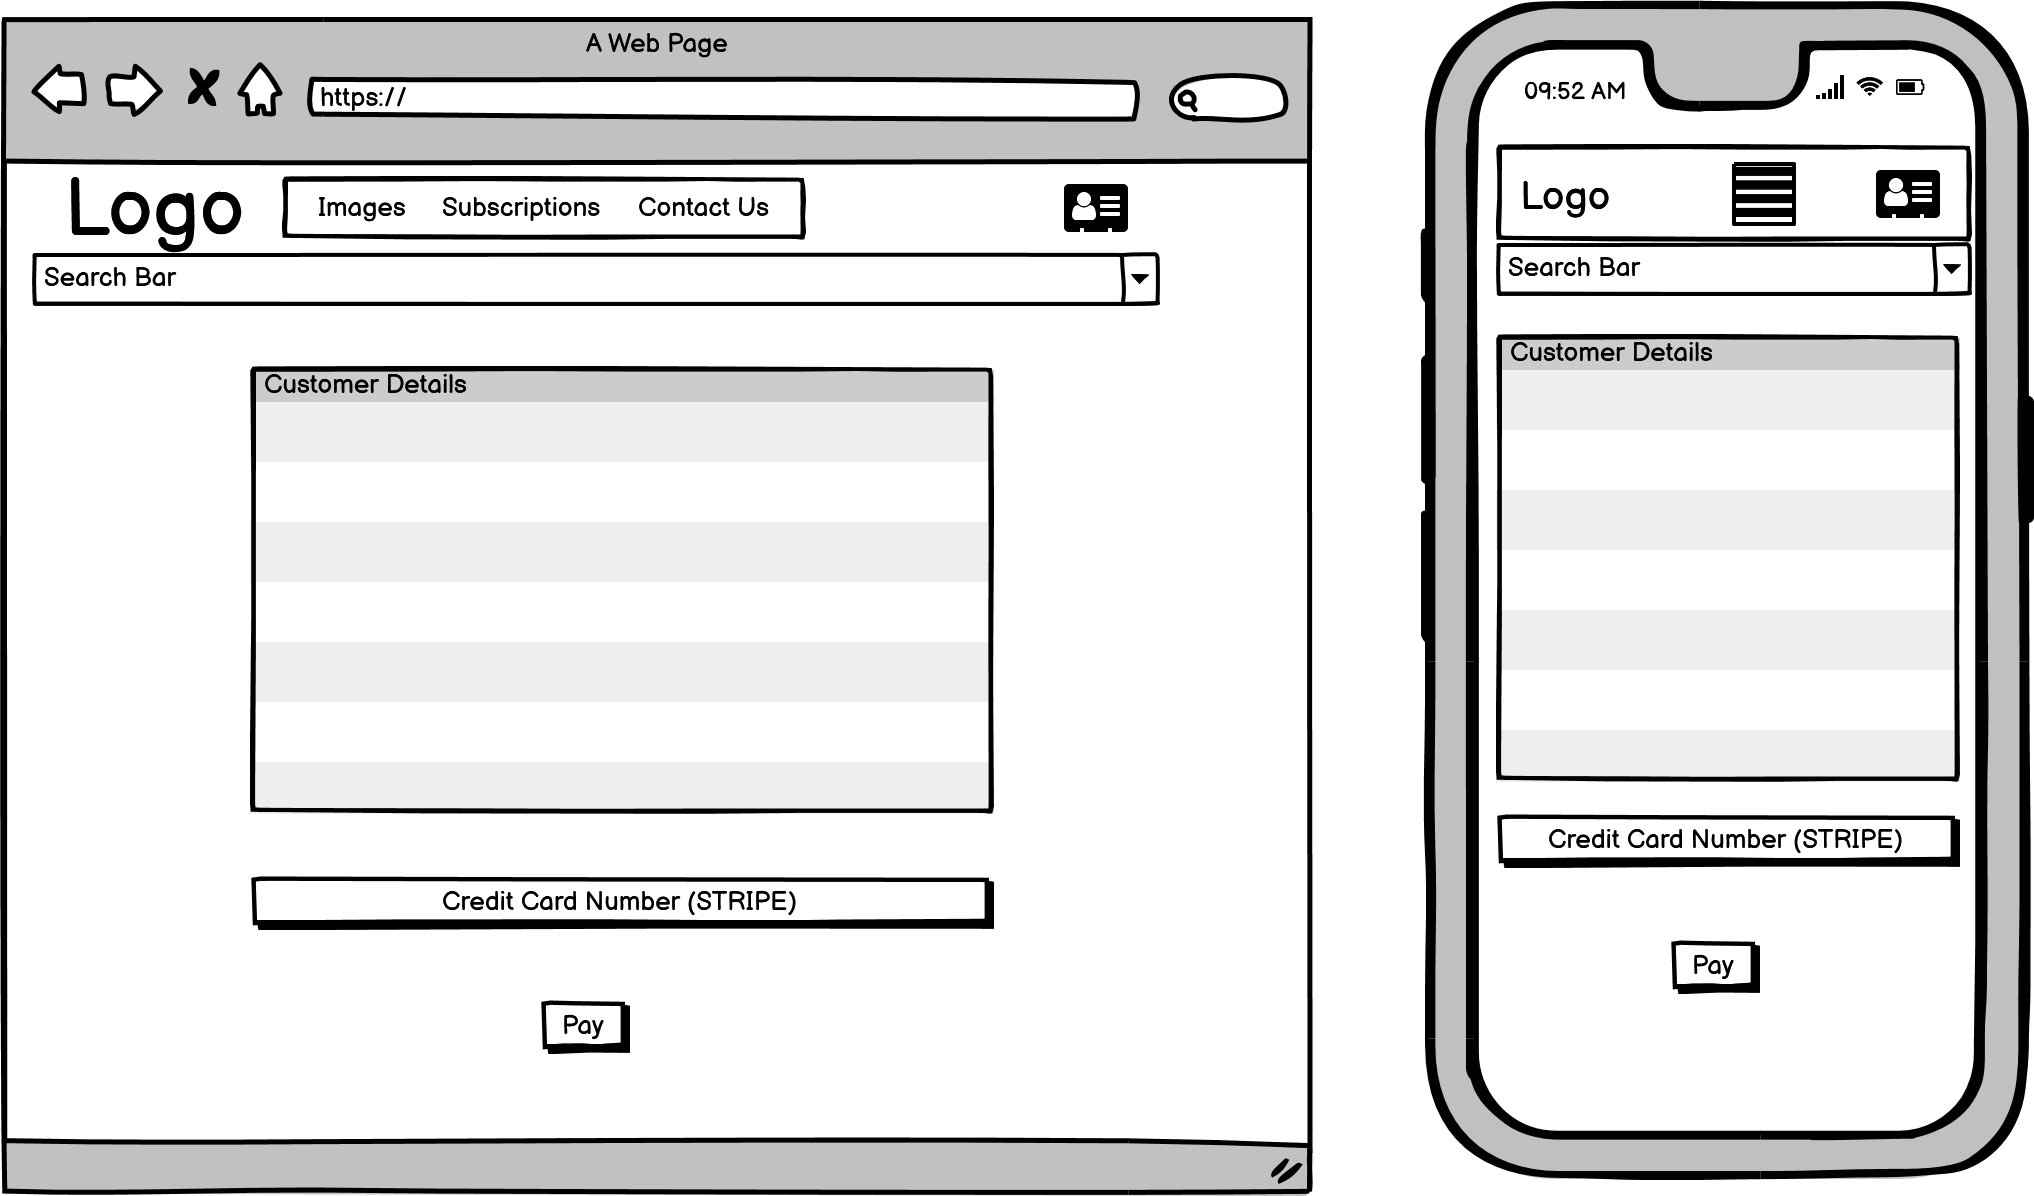 A Web Page
https://
Logo
Images Subscriptions Contact Us
Search Bar
Customer Details
Credit Card Number (STRIPE)
Pay
09:52 AM
Logo
Search Bar
Customer Details
Credit Card Number (STRIPE)
Pay